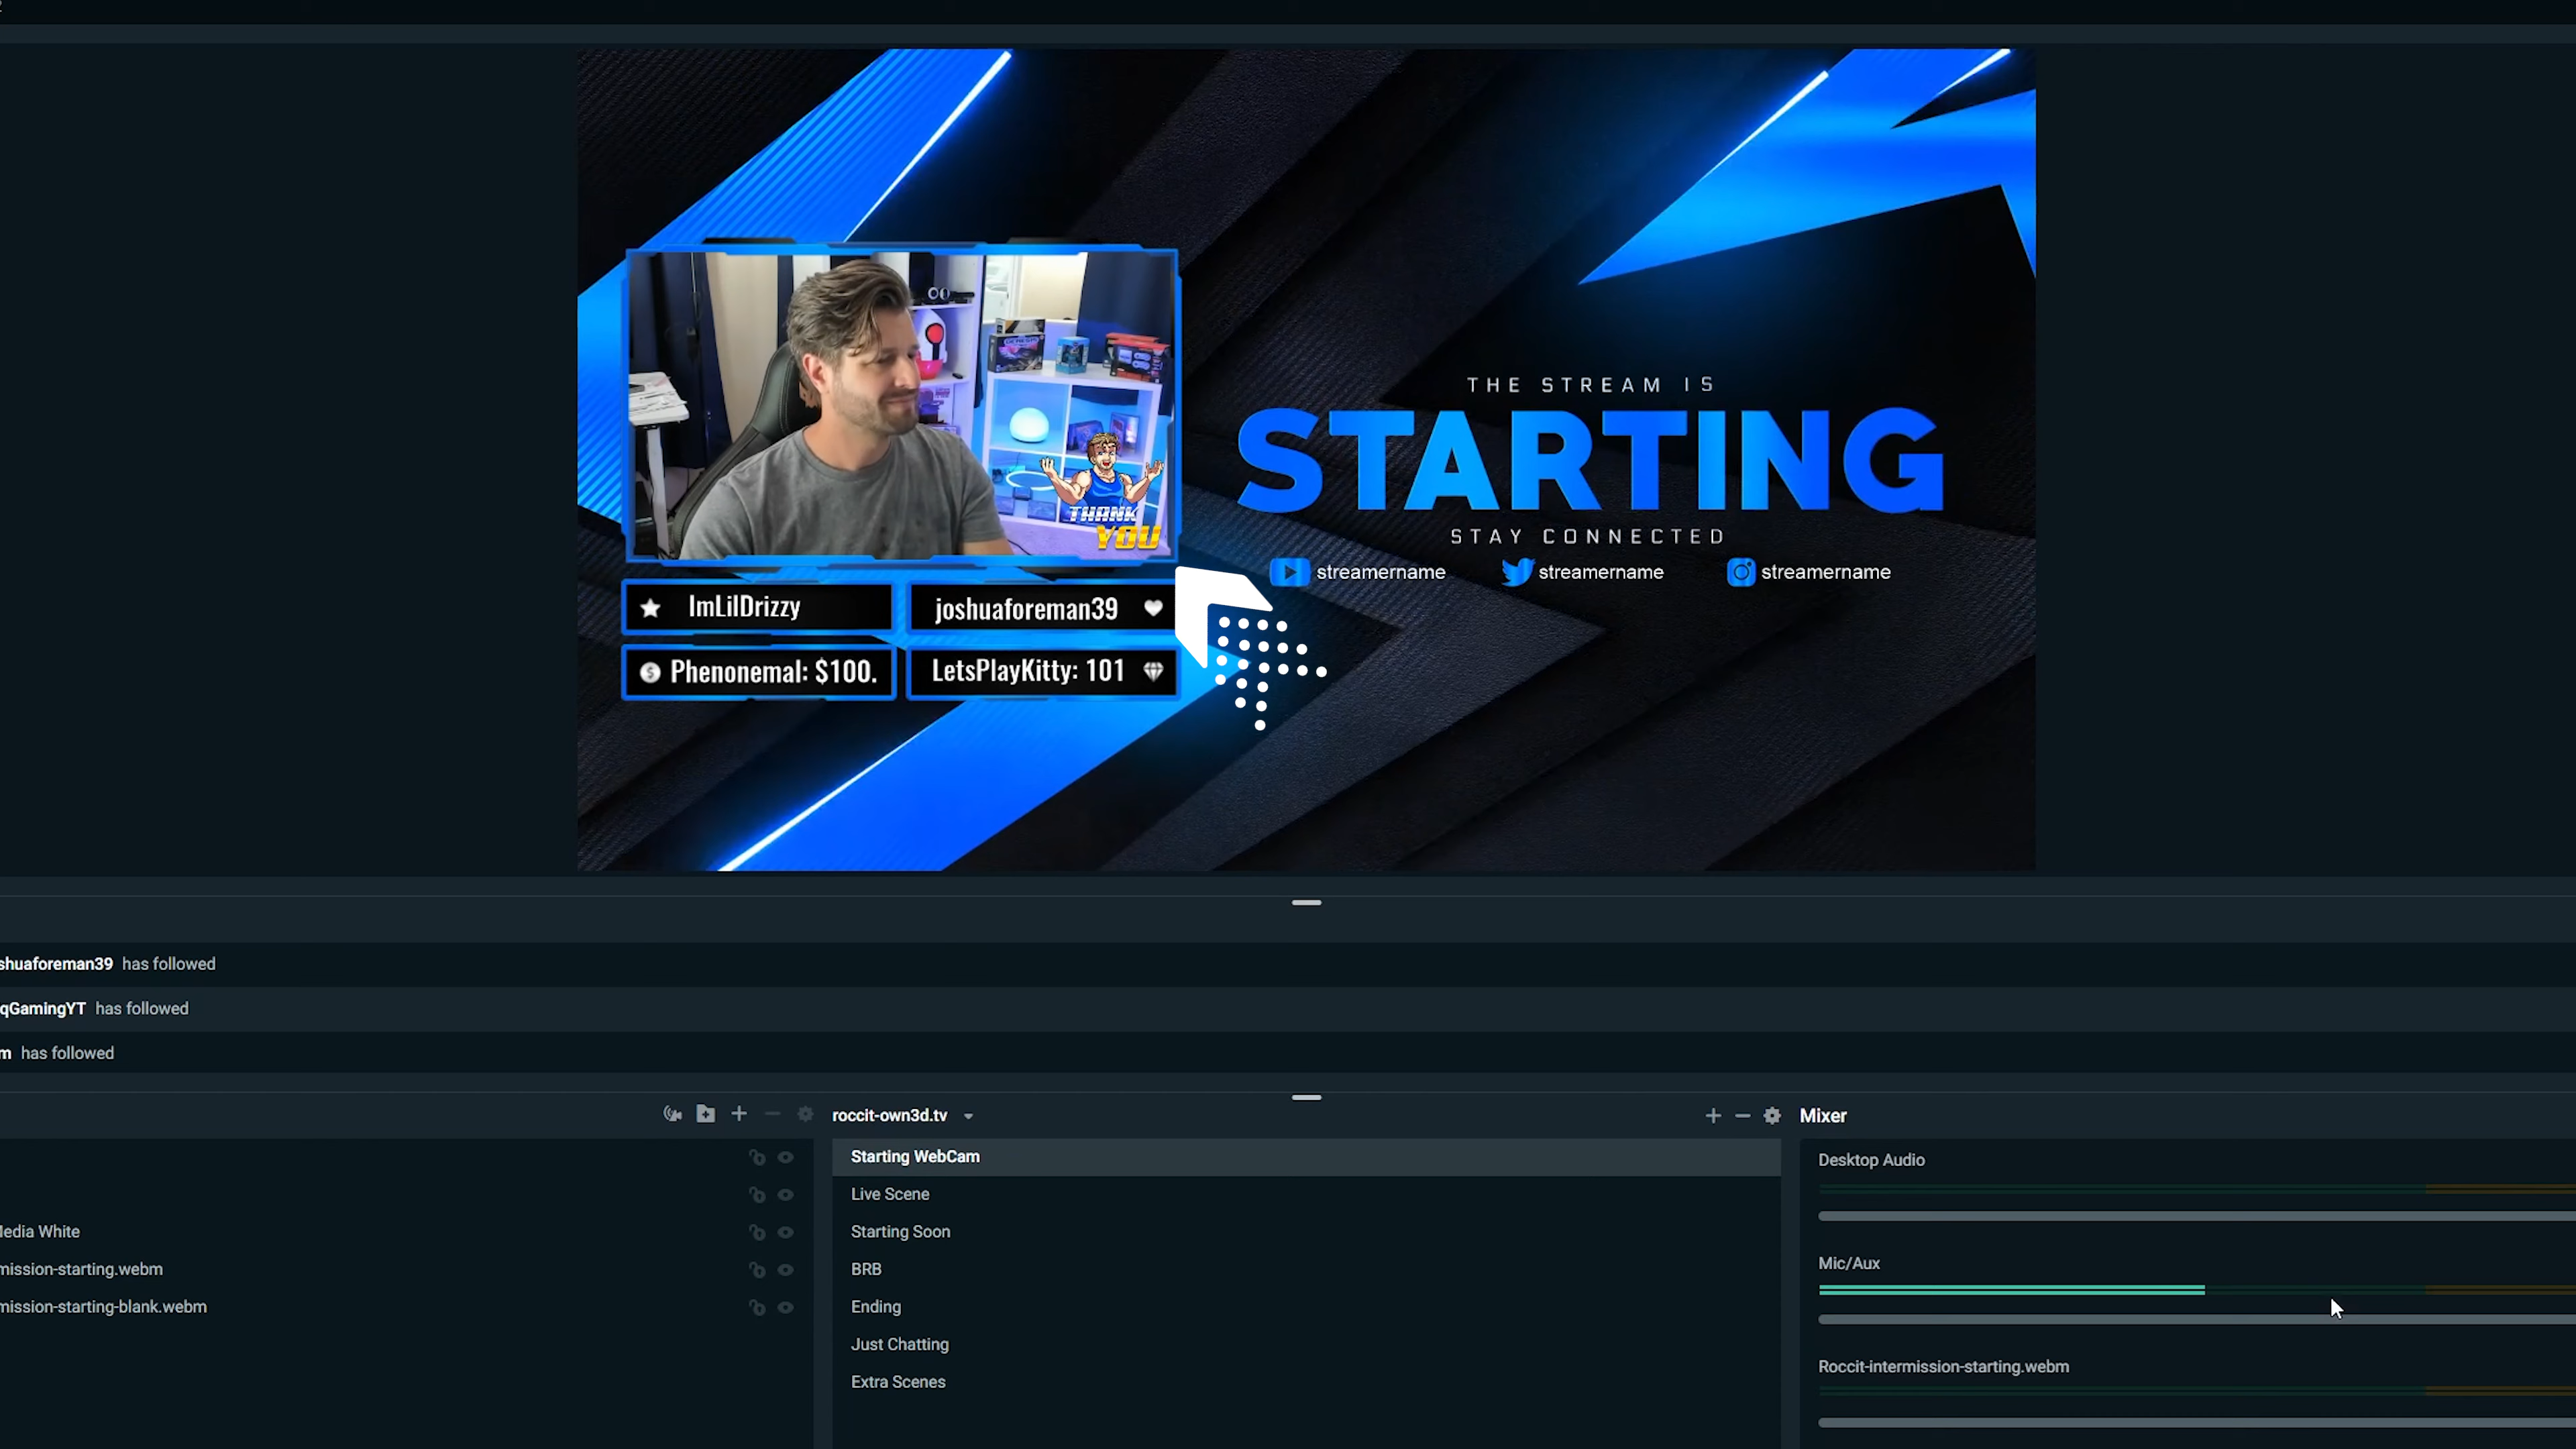 THE STREAM IS
STARTING
STAY CONNECTED
streamername streamername streamername
THANK
YOU
ImLilDrizzy
joshuaforeman39
Phenonemal: $100.
LetsPlayKitty: 101
shuaforeman39 has followed
qGamingYT has followed
m has followed
roccit-own3d.tv
Mixer
Media White
mission-starting.webm
mission-starting-blank.webm
Starting WebCam
Live Scene
Starting Soon
BRB
Ending
Just Chatting
Extra Scenes
Desktop Audio
Mic/Aux
Roccit-intermission-starting.webm